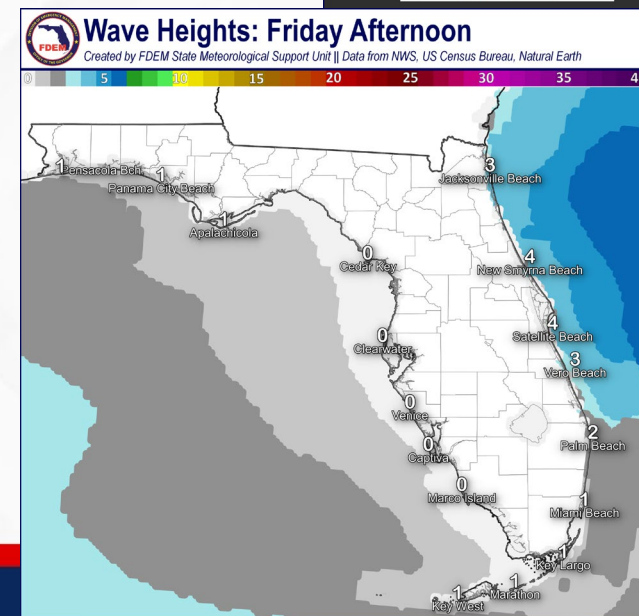 Wave Heights: Friday Afternoon
FDEM
Created by FDEM State Meteorological Support Unit || Data from NWS, US Census Bureau, Natural Earth
0 5 10 15 20 25 30 35
3
Jacksonville Beach
1
Pensacola Bch
1
Panama City Beach
1
Apalachicola
0
Cedar Key
4
New Smyrna Beach
4
Satellite Beach
0
Clearwater
3
Vero Beach
0
Venice
2
Palm Beach
0
Captiva
0
Marco Island
1
Miami Beach
1
Key Largo
1
Marathon
1
Key West